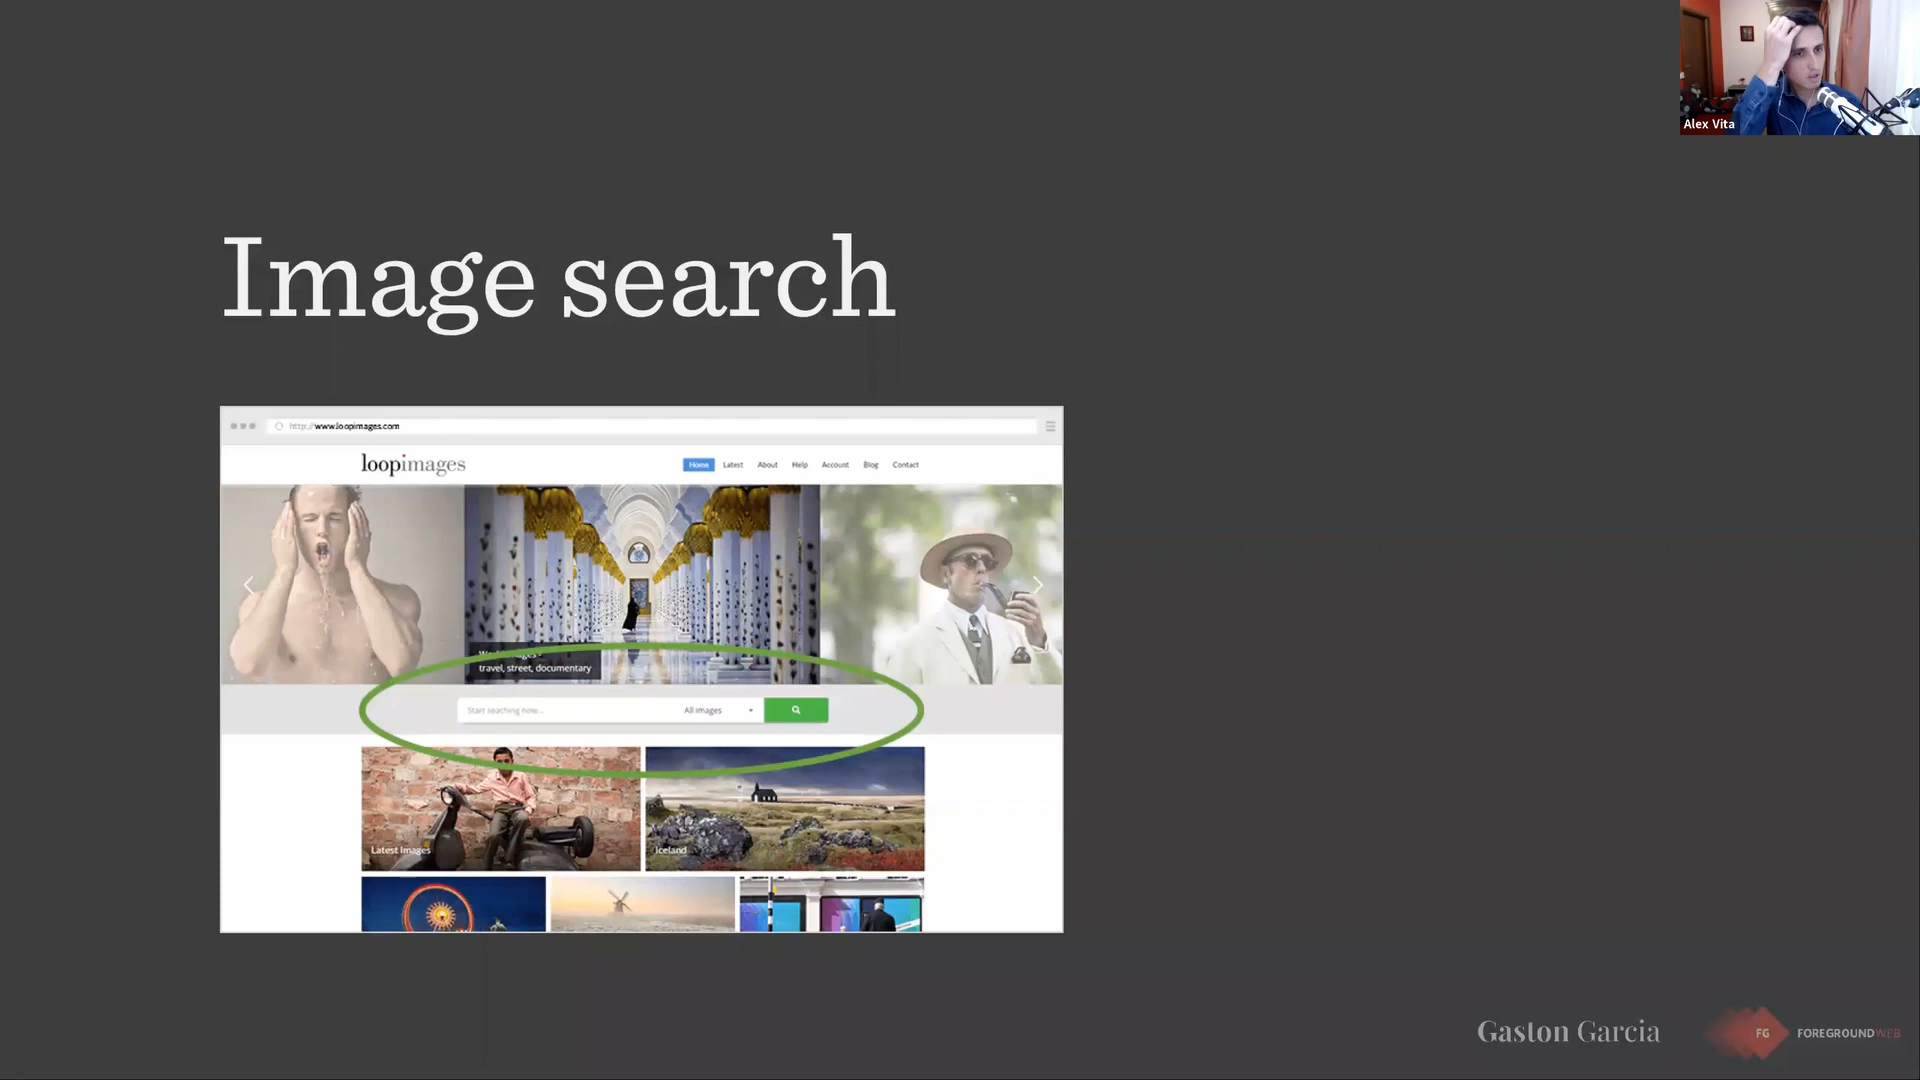 Alex Vita
Image search
http://www.loopimages.com
loopimages
Home Latest About Help Account Blog Contact
travel, street, documentary
Start seaching now... All images
Latest Images
Iceland
Gaston Garcia
FG FOREGROUNDWEB